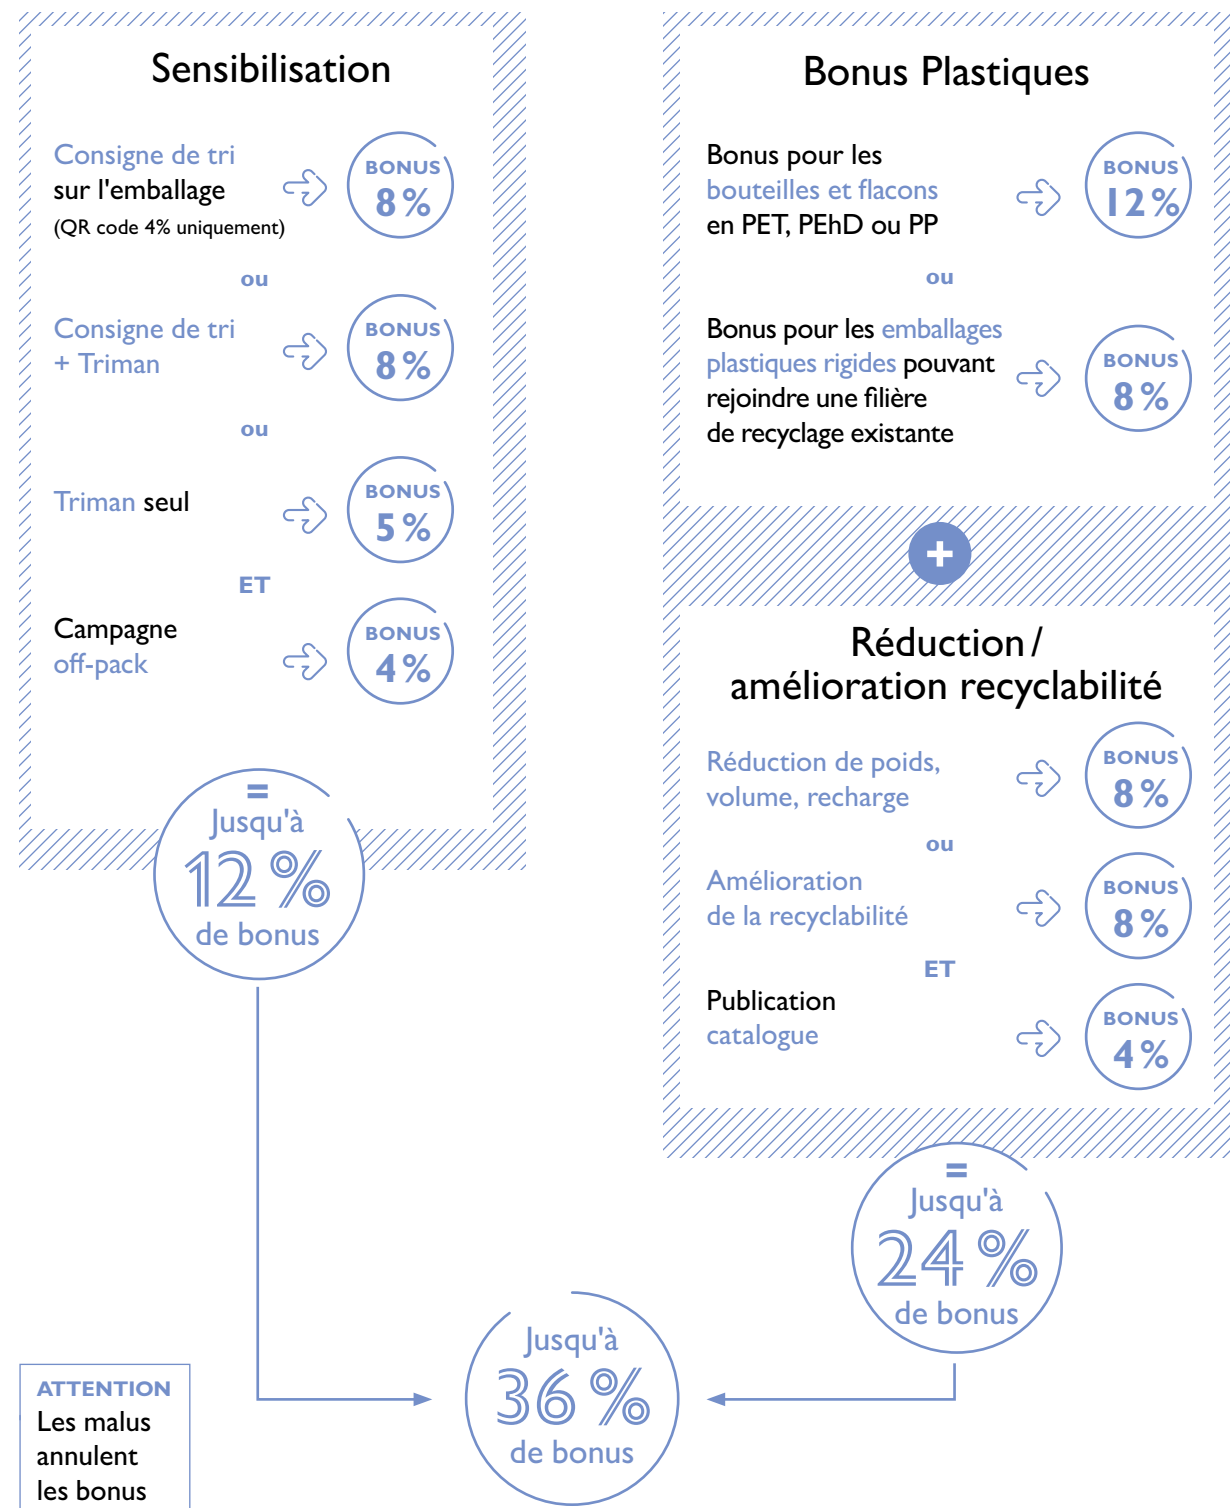 Sensibilisation
Consigne de tri
sur l'emballage
(QR code 4% uniquement)
BONUS
8 %
ou
Consigne de tri
+ Triman
BONUS
8 %
ou
Triman seul
BONUS
5 %
ET
Campagne
off-pack
BONUS
4 %
=
Jusqu'à
12 %
de bonus
Bonus Plastiques
Bonus pour les
bouteilles et flacons
en PET, PEhD ou PP
BONUS
12 %
ou
Bonus pour les emballages
plastiques rigides pouvant
rejoindre une filière
de recyclage existante
BONUS
8 %
+
Réduction /
amélioration recyclabilité
Réduction de poids,
volume, recharge
BONUS
8 %
ou
Amélioration
de la recyclabilité
BONUS
8 %
ET
Publication
catalogue
BONUS
4 %
=
Jusqu'à
24 %
de bonus
Jusqu'à
36 %
de bonus
ATTENTION
Les malus
annulent
les bonus